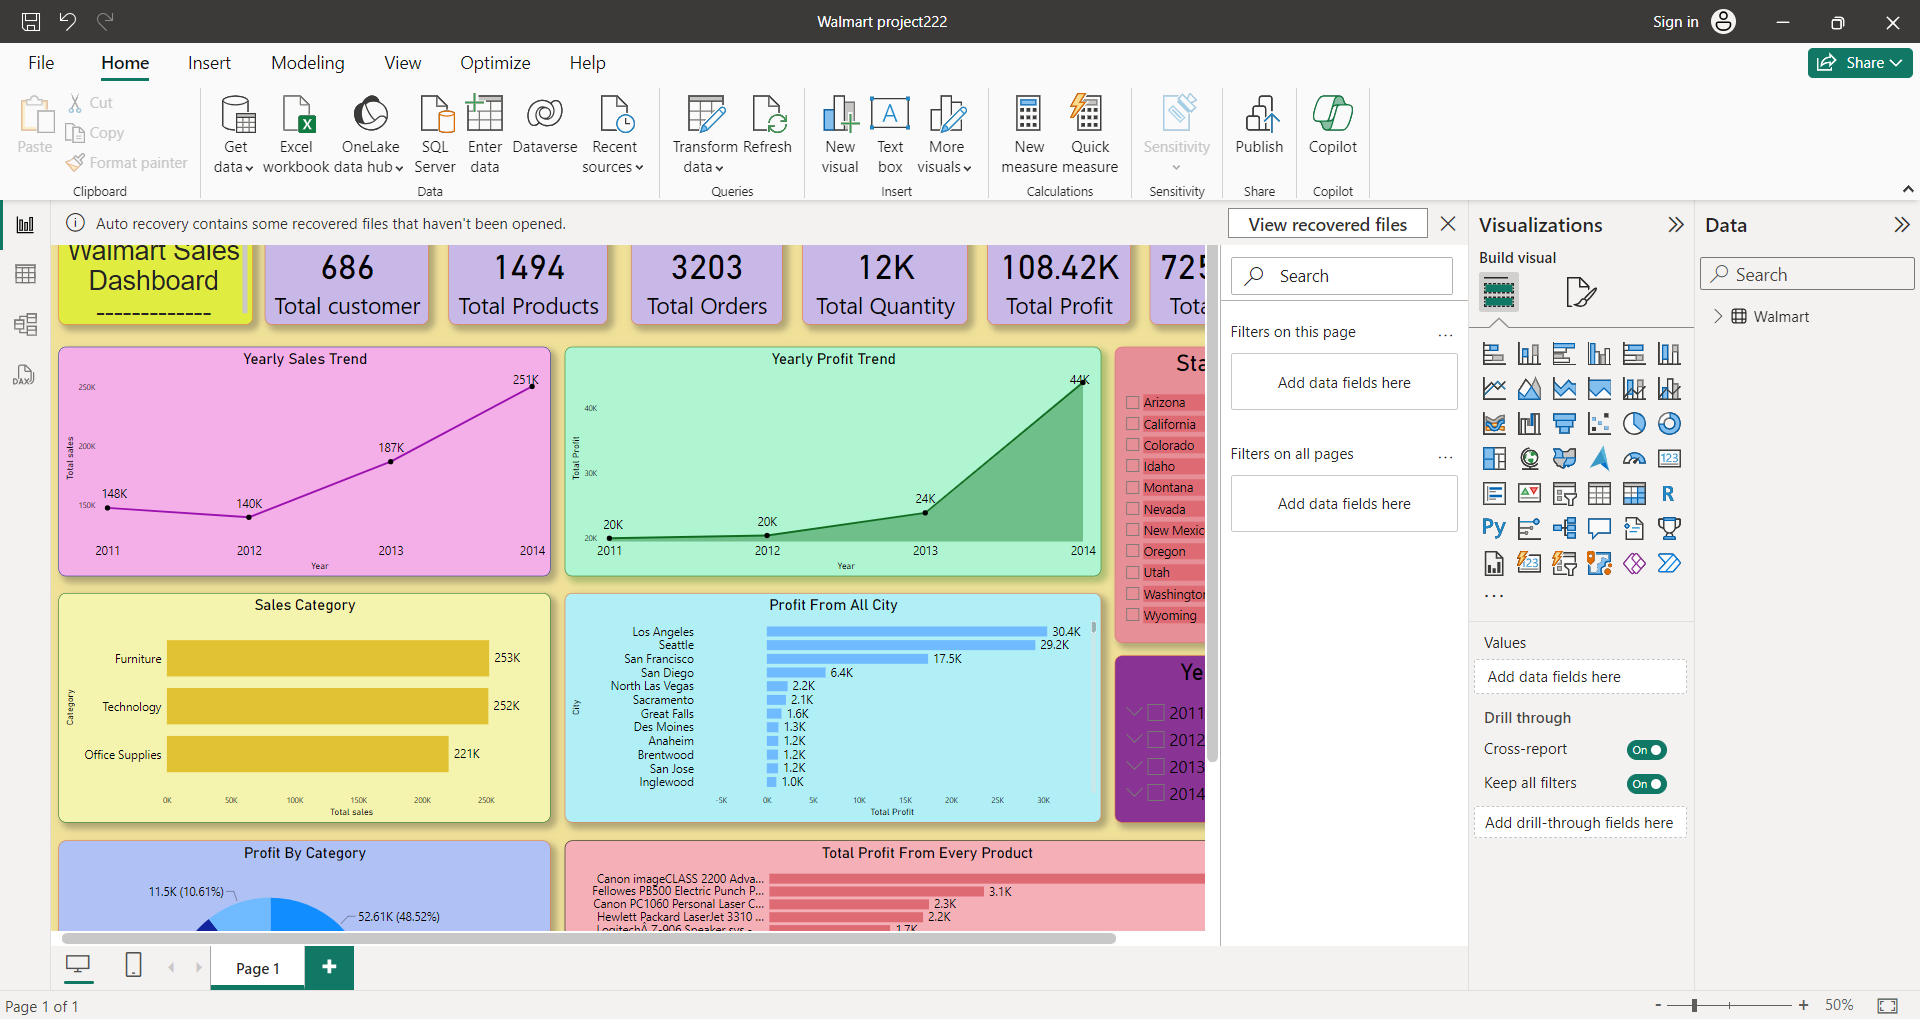 Walmart project222
Sign in
File
Home
Insert
Modeling
View
Optimize
Help
Share
Paste
Cut
Copy
Format painter
Clipboard
Get
data
Excel
workbook
OneLake
data hub
SQL
Server
Enter
data
Dataverse
Recent
sources
Data
Transform
data
Refresh
Queries
New
visual
Text
box
More
visuals
Insert
New
measure
Quick
measure
Calculations
Sensitivity
Sensitivity
Publish
Share
Copilot
Copilot
Auto recovery contains some recovered files that haven't been opened.
View recovered files
Walmart Sales
Dashboard
-------------
686
Total customer
1494
Total Products
3203
Total Orders
12K
Total Quantity
108.42K
Total Profit
725
Tota
Yearly Sales Trend
Total sales
250K
200K
150K
148K
140K
187K
251K
2011
2012
2013
2014
Year
Yearly Profit Trend
Total Profit
40K
30K
20K
20K
20K
24K
44K
2011
2012
2013
2014
Year
Sta
Arizona
California
Colorado
Idaho
Montana
Nevada
New Mexic
Oregon
Utah
Washingto
Wyoming
Sales Category
Category
Furniture 253K
Technology 252K
Office Supplies 221K
0K 50K 100K 150K 200K 250K
Total sales
Profit From All City
City
Los Angeles 30.4K
Seattle 29.2K
San Francisco 17.5K
San Diego 6.4K
North Las Vegas 2.2K
Sacramento 2.1K
Great Falls 1.6K
Des Moines 1.3K
Anaheim 1.2K
Brentwood 1.2K
San Jose 1.2K
Inglewood 1.0K
-5K 0K 5K 10K 15K 20K 25K 30K
Total Profit
Ye
2011
2012
2013
2014
Profit By Category
11.5K (10.61%)
52.61K (48.52%)
Total Profit From Every Product
Canon imageCLASS 2200 Adva...
Fellowes PB500 Electric Punch P... 3.1K
Canon PC1060 Personal Laser C... 2.3K
Hewlett Packard LaserJet 3310 ... 2.2K
LogitechÂ Z-906 Speaker sys - 1.7K
Search
Filters on this page
...
Add data fields here
Filters on all pages
...
Add data fields here
Visualizations
Build visual
123
R
Py
123
...
Values
Add data fields here
Drill through
Cross-report
On
Keep all filters
On
Add drill-through fields here
Data
Search
Walmart
DAX
Page 1
+
Page 1 of 1
- + 50%